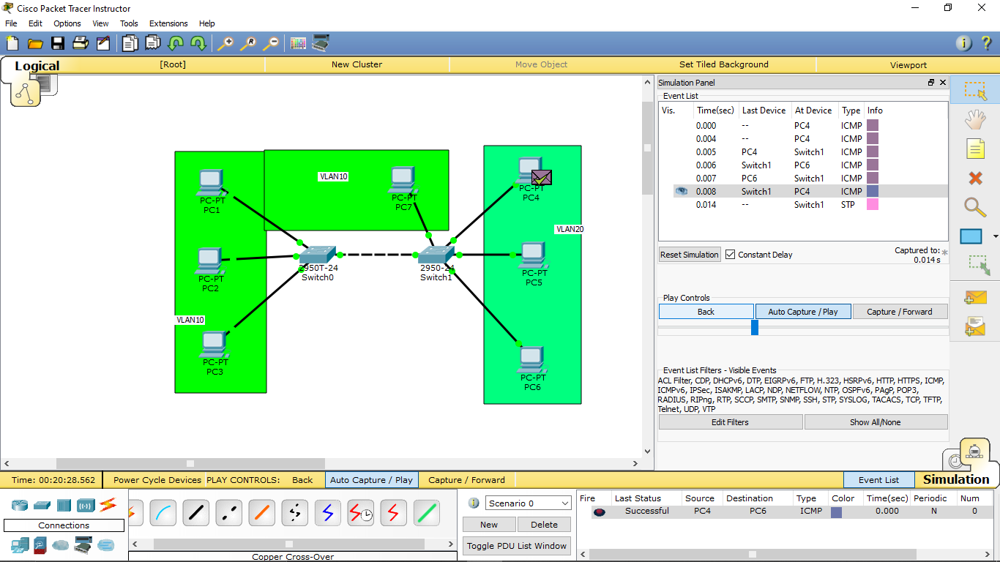 Cisco Packet Tracer Instructor
File Edit Options View Tools Extensions Help
Logical [Root] New Cluster Move Object Set Tiled Background Viewport
Simulation Panel
Event List
Vis. Time(sec) Last Device At Device Type Info
0.000 -- PC4 ICMP
0.004 -- PC4 ICMP
0.005 PC4 Switch1 ICMP
0.006 Switch1 PC6 ICMP
0.007 PC6 Switch1 ICMP
0.008 Switch1 PC4 ICMP
0.014 -- Switch1 STP
Reset Simulation Constant Delay Captured to: *
0.014 s
Play Controls
Back Auto Capture / Play Capture / Forward
Event List Filters - Visible Events
ACL Filter, CDP, DHCPv6, DTP, EIGRPv6, FTP, H.323, HSRPv6, HTTP, HTTPS, ICMP,
ICMPv6, IPSec, ISAKMP, LACP, NDP, NETFLOW, NTP, OSPFv6, PAgP, POP3,
RADIUS, RIPng, RTP, SCCP, SMTP, SNMP, SSH, STP, SYSLOG, TACACS, TCP, TFTP,
Telnet, UDP, VTP
Edit Filters Show All/None
VLAN10
PC-PT
PC1
PC-PT
PC7
PC-PT
PC4
VLAN20
PC-PT
PC2
2950T-24
Switch0
2950-24
Switch1
PC-PT
PC5
VLAN10
PC-PT
PC3
PC-PT
PC6
Time: 00:20:28.562 Power Cycle Devices PLAY CONTROLS: Back Auto Capture / Play Capture / Forward Event List Simulation
Connections
Copper Cross-Over
Scenario 0
New Delete
Toggle PDU List Window
Fire Last Status Source Destination Type Color Time(sec) Periodic Num
Successful PC4 PC6 ICMP 0.000 N 0